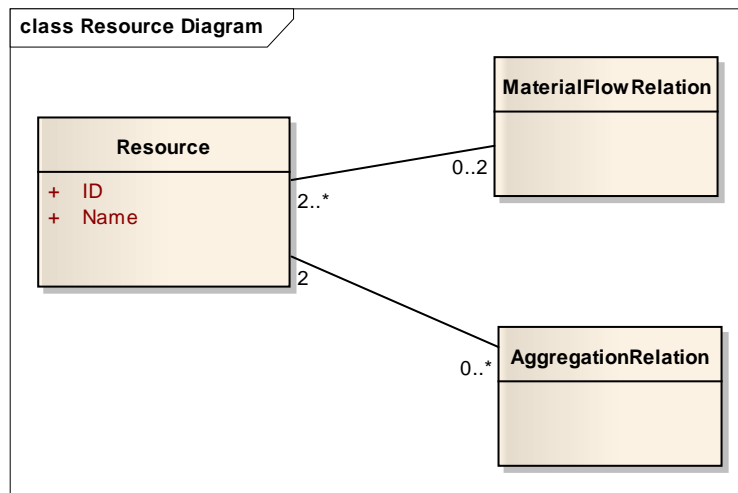 class Resource Diagram
MaterialFlowRelation
Resource
+ ID
+ Name
0..2
2..*
2
0..*
AggregationRelation